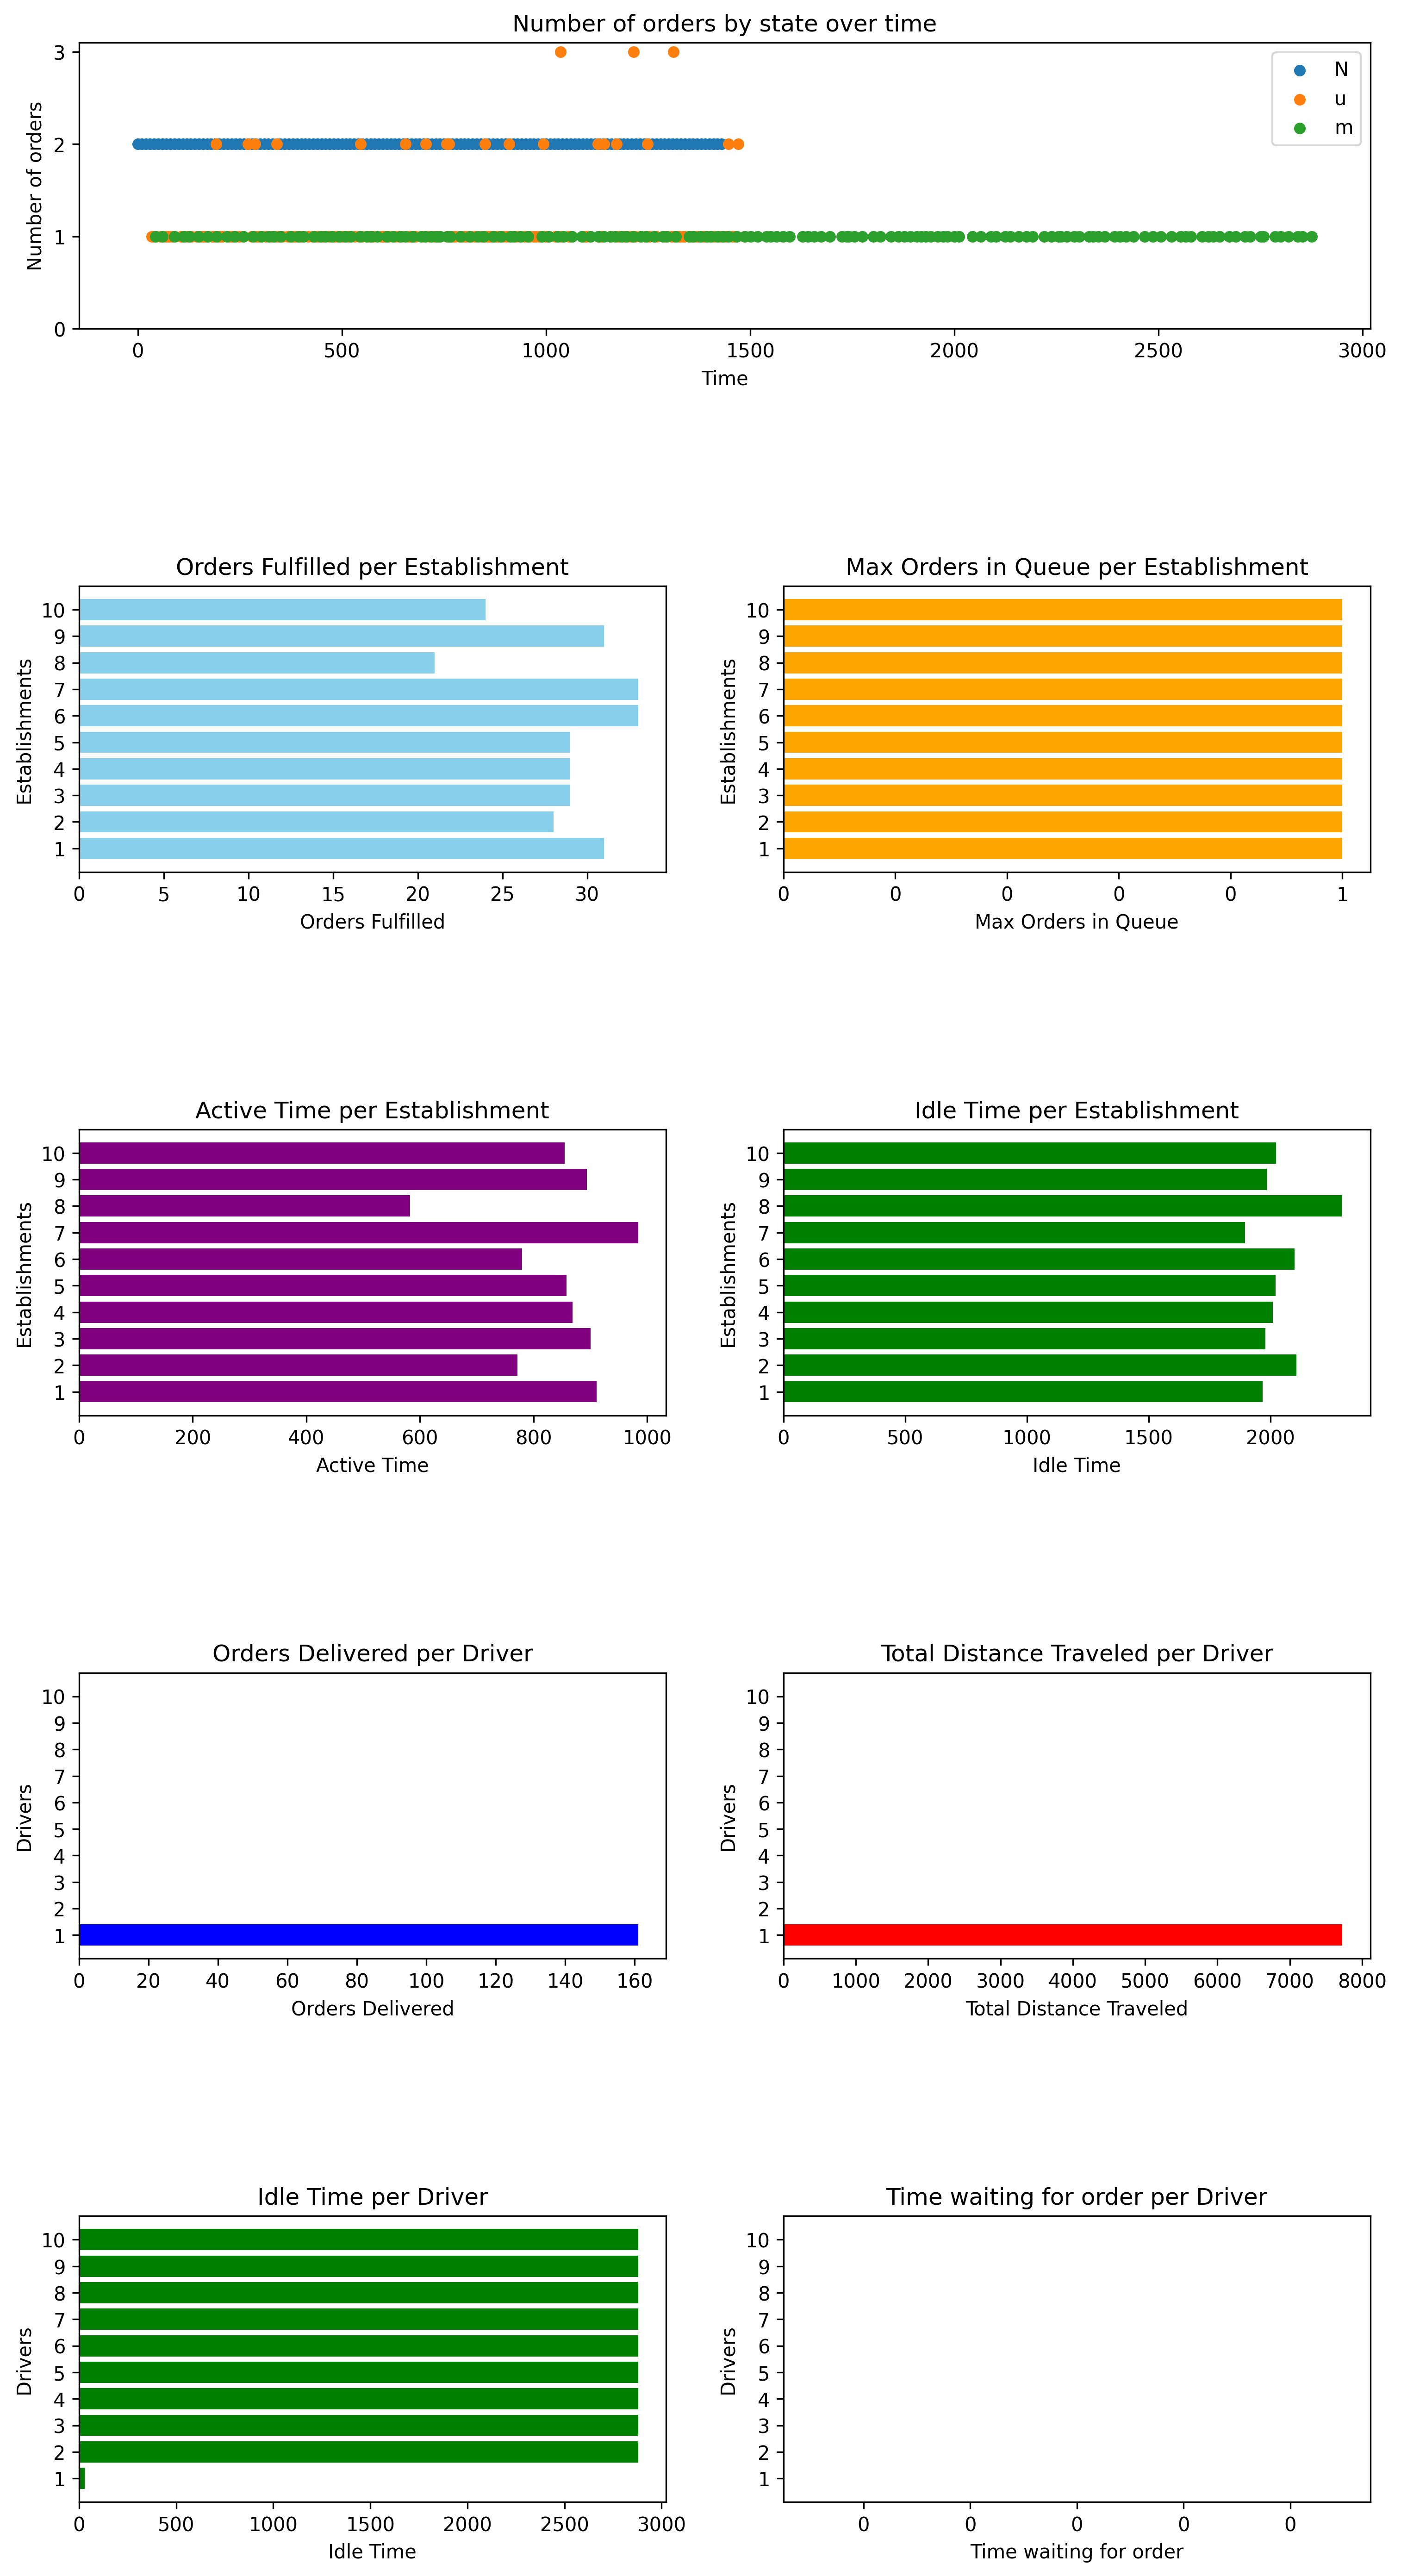 Number of orders by state over time
Number of orders
3
2
1
0
N
u
m
0 500 1000 1500 2000 2500 3000
Time
Orders Fulfilled per Establishment
Establishments
10
9
8
7
6
5
4
3
2
1
0 5 10 15 20 25 30
Orders Fulfilled
Max Orders in Queue per Establishment
Establishments
10
9
8
7
6
5
4
3
2
1
0 0 0 0 0 1
Max Orders in Queue
Active Time per Establishment
Establishments
10
9
8
7
6
5
4
3
2
1
0 200 400 600 800 1000
Active Time
Idle Time per Establishment
Establishments
10
9
8
7
6
5
4
3
2
1
0 500 1000 1500 2000
Idle Time
Orders Delivered per Driver
Drivers
10
9
8
7
6
5
4
3
2
1
0 20 40 60 80 100 120 140 160
Orders Delivered
Total Distance Traveled per Driver
Drivers
10
9
8
7
6
5
4
3
2
1
0 1000 2000 3000 4000 5000 6000 7000 8000
Total Distance Traveled
Idle Time per Driver
Drivers
10
9
8
7
6
5
4
3
2
1
0 500 1000 1500 2000 2500 3000
Idle Time
Time waiting for order per Driver
Drivers
10
9
8
7
6
5
4
3
2
1
0 0 0 0 0
Time waiting for order